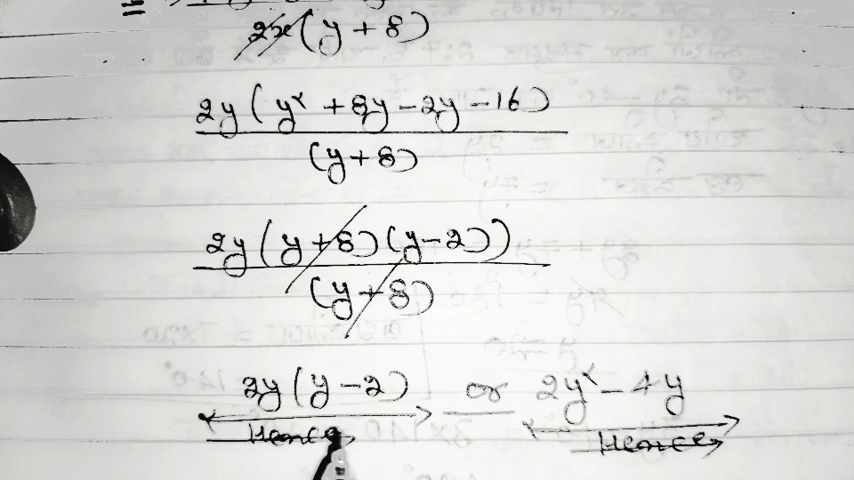 =
2x(y + 8)
2y(y² + 8y - 2y - 16)
(y + 8)
2y(y + 8)(y - 2))
(y + 8)
2y(y - 2) or 2y² - 4y
Hence Hence